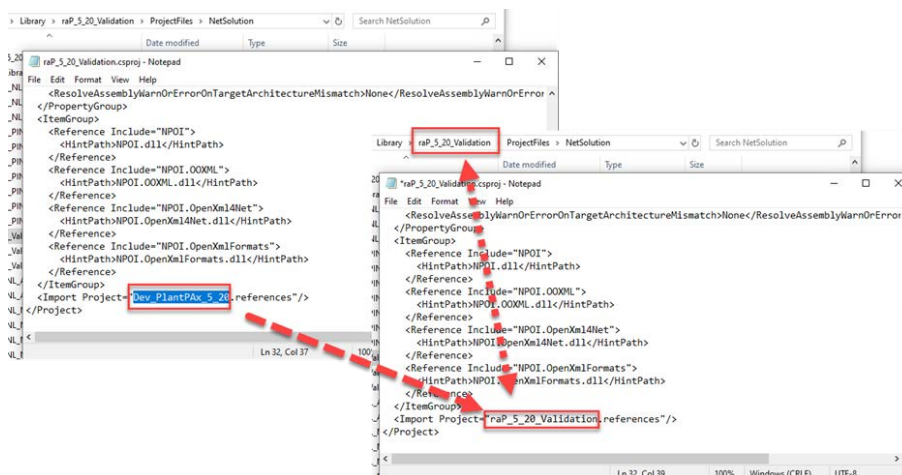 › Library › raP_5_20_Validation › ProjectFiles › NetSolution
Search NetSolution
Date modified Type Size
raP_5_20_Validation.csproj - Notepad
File Edit Format View Help
<ResolveAssemblyWarnOrErrorOnTargetArchitectureMismatch>None</ResolveAssemblyWarnOrError
</PropertyGroup>
<ItemGroup>
<Reference Include="NPOI">
<HintPath>NPOI.dll</HintPath>
</Reference>
<Reference Include="NPOI.OOXML">
<HintPath>NPOI.OOXML.dll</HintPath>
</Reference>
<Reference Include="NPOI.OpenXml4Net">
<HintPath>NPOI.OpenXml4Net.dll</HintPath>
</Reference>
<Reference Include="NPOI.OpenXmlFormats">
<HintPath>NPOI.OpenXmlFormats.dll</HintPath>
</Reference>
</ItemGroup>
<Import Project="Dev_PlantPAx_5_20.references"/>
</Project>
Ln 32, Col 37
Library › raP_5_20_Validation ProjectFiles › NetSolution
Search NetSolution
Date modified Type Size
*raP_5_20_Validation.csproj - Notepad
File Edit Format View Help
<ResolveAssemblyWarnOrErrorOnTargetArchitectureMismatch>None</ResolveAssemblyWarnOrError
</PropertyGroup>
<ItemGroup>
<Reference Include="NPOI">
<HintPath>NPOI.dll</HintPath>
</Reference>
<Reference Include="NPOI.OOXML">
<HintPath>NPOI.OOXML.dll</HintPath>
</Reference>
<Reference Include="NPOI.OpenXml4Net">
<HintPath>NPOI.OpenXml4Net.dll</HintPath>
</Reference>
<Reference Include="NPOI.OpenXmlFormats">
<HintPath>NPOI.OpenXmlFormats.dll</HintPath>
</Reference>
</ItemGroup>
<Import Project="raP_5_20_Validation.references"/>
</Project>
Ln 32, Col 39 100% Windows (CRLF) UTF-8